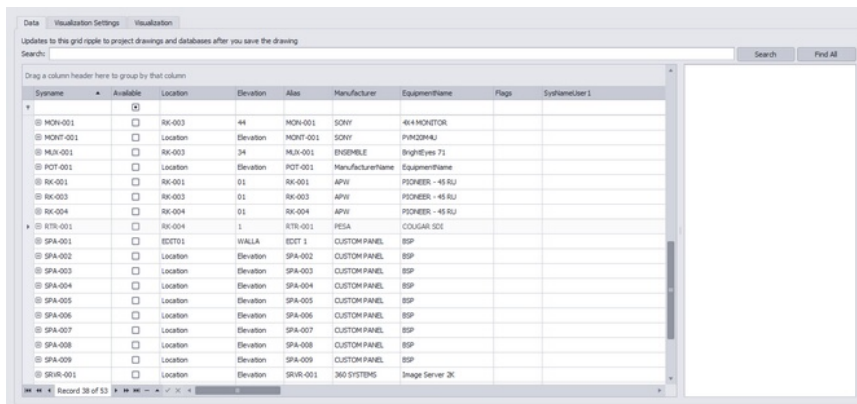 Data Visualization Settings Visualization
Updates to this grid ripple to project drawings and databases after you save the drawing
Search: Search Find All
Drag a column header here to group by that column
Sysname Available Location Elevation Alias Manufacturer EquipmentName Flags SysNameUser1
MON-001 RK-003 44 MON-001 SONY 4X4 MONITOR
MONT-001 Location Elevation MONT-001 SONY PVM20M4U
MUX-001 RK-003 34 MUX-001 ENSEMBLE BrightEyes 71
POT-001 Location Elevation POT-001 ManufacturerName EquipmentName
RK-001 RK-001 01 RK-001 APW PIONEER - 45 RU
RK-003 RK-003 01 RK-003 APW PIONEER - 45 RU
RK-004 RK-004 01 RK-004 APW PIONEER - 45 RU
RTR-001 RK-004 1 RTR-001 PESA COUGAR SDI
SPA-001 EDIT01 WALLA EDIT 1 CUSTOM PANEL BSP
SPA-002 Location Elevation SPA-002 CUSTOM PANEL BSP
SPA-003 Location Elevation SPA-003 CUSTOM PANEL BSP
SPA-004 Location Elevation SPA-004 CUSTOM PANEL BSP
SPA-005 Location Elevation SPA-005 CUSTOM PANEL BSP
SPA-006 Location Elevation SPA-006 CUSTOM PANEL BSP
SPA-007 Location Elevation SPA-007 CUSTOM PANEL BSP
SPA-008 Location Elevation SPA-008 CUSTOM PANEL BSP
SPA-009 Location Elevation SPA-009 CUSTOM PANEL BSP
SRVR-001 Location Elevation SRVR-001 360 SYSTEMS Image Server 2K
Record 38 of 53